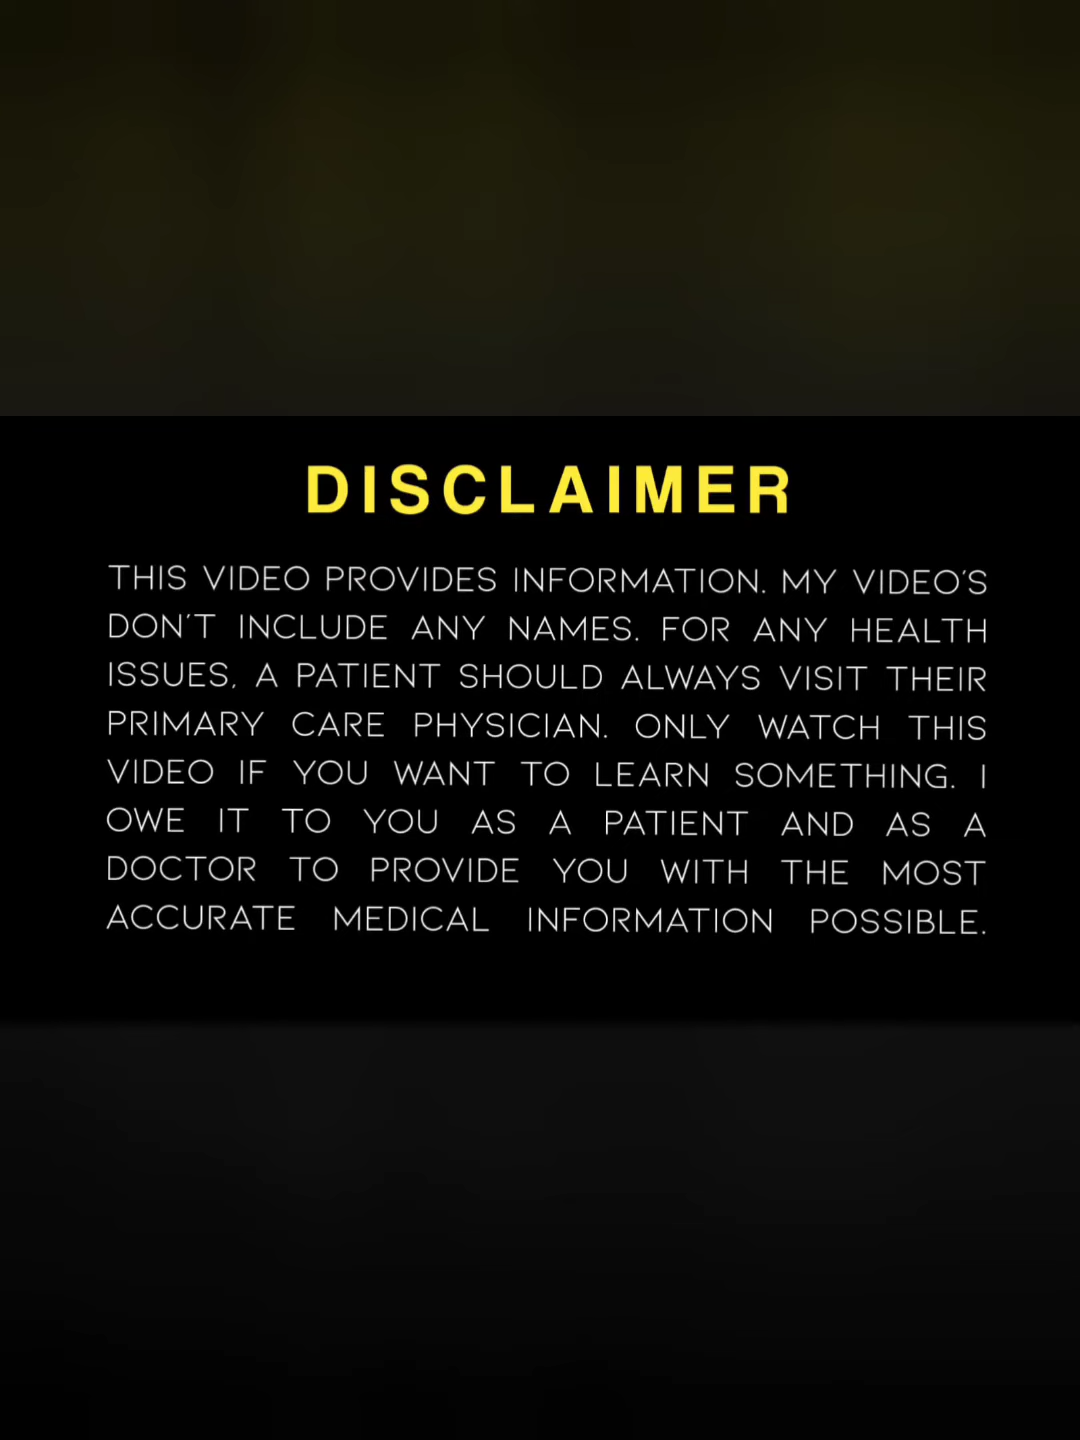 DISCLAIMER
THIS VIDEO PROVIDES INFORMATION. MY VIDEO'S
DON'T INCLUDE ANY NAMES. FOR ANY HEALTH
ISSUES, A PATIENT SHOULD ALWAYS VISIT THEIR
PRIMARY CARE PHYSICIAN. ONLY WATCH THIS
VIDEO IF YOU WANT TO LEARN SOMETHING. I
OWE IT TO YOU AS A PATIENT AND AS A
DOCTOR TO PROVIDE YOU WITH THE MOST
ACCURATE MEDICAL INFORMATION POSSIBLE.